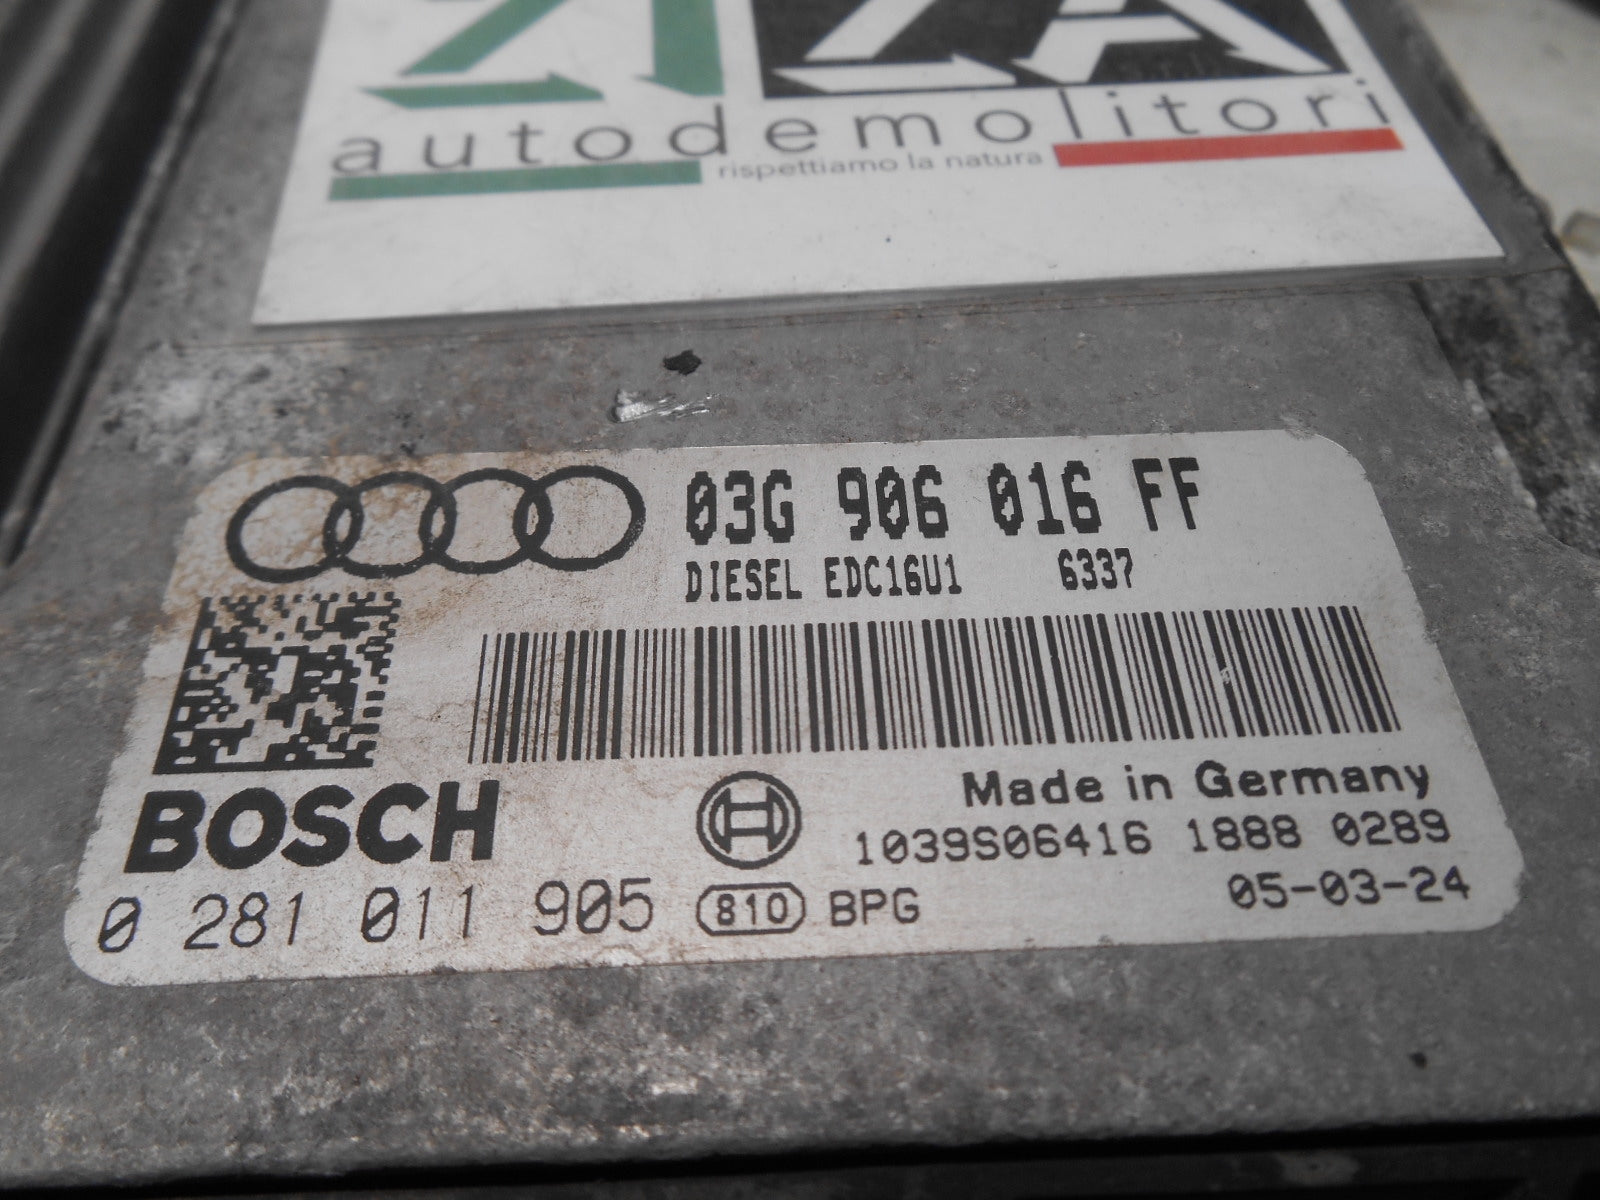 autodemolitori
rispettiamo la natura
03G 906 016 FF
DIESEL EDC16U1 6337
BOSCH
Made in Germany
1039S06416 1888 0289
0 281 011 905 810 BPG 05-03-24